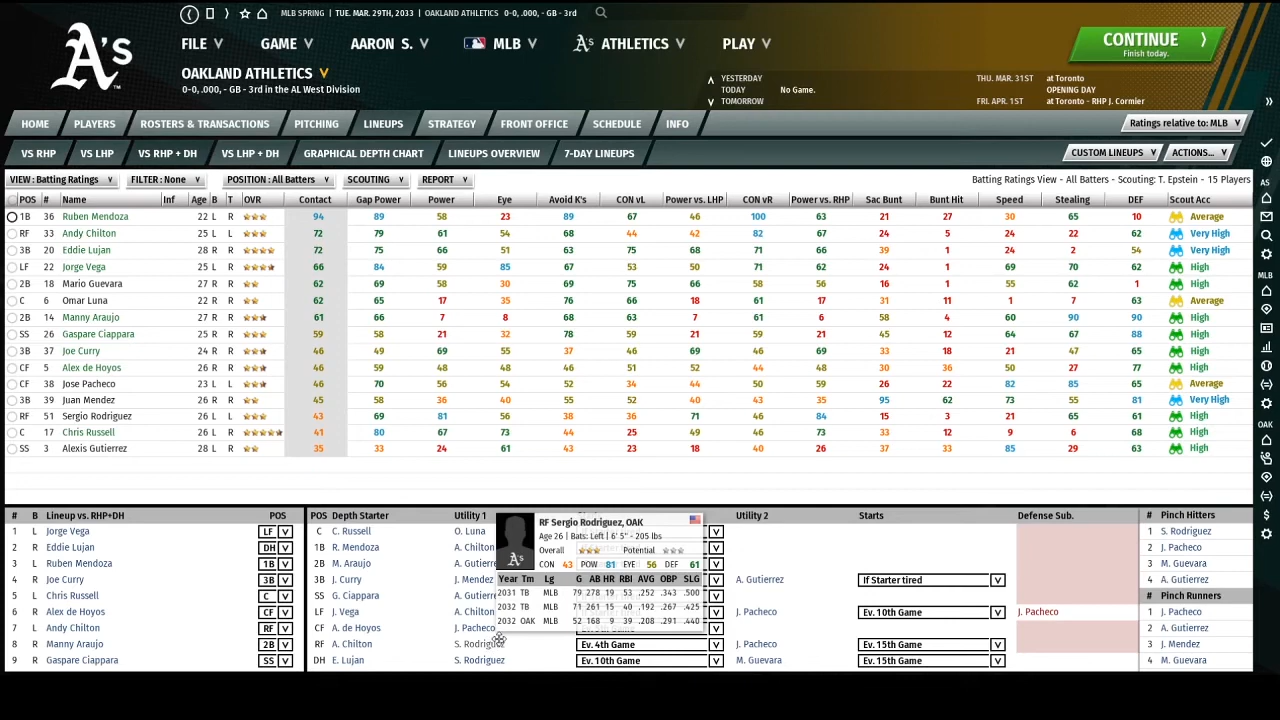 MLB SPRING | TUE. MAR. 29TH, 2033 | OAKLAND ATHLETICS 0-0, .000, - GB - 3rd
A's FILE GAME AARON S. MLB A's ATHLETICS PLAY CONTINUE
Finish today.
OAKLAND ATHLETICS
0-0, .000, - GB - 3rd in the AL West Division
YESTERDAY THU. MAR. 31ST at Toronto
TODAY No Game. OPENING DAY
TOMORROW FRI. APR. 1ST at Toronto - RHP J. Cormier
HOME PLAYERS ROSTERS & TRANSACTIONS PITCHING LINEUPS STRATEGY FRONT OFFICE SCHEDULE INFO Ratings relative to: MLB
VS RHP VS LHP VS RHP + DH VS LHP + DH GRAPHICAL DEPTH CHART LINEUPS OVERVIEW 7-DAY LINEUPS CUSTOM LINEUPS ACTIONS...
VIEW : Batting Ratings FILTER : None POSITION : All Batters SCOUTING REPORT Batting Ratings View - All Batters - Scouting: T. Epstein - 15 Players
POS # Name Inf Age B T OVR Contact Gap Power Power Eye Avoid K's CON vL Power vs. LHP CON vR Power vs. RHP Sac Bunt Bunt Hit Speed Stealing DEF Scout Acc
1B 36 Ruben Mendoza 22 L R 94 89 58 23 89 67 46 100 63 21 27 30 65 10 Average
RF 33 Andy Chilton 25 L L 72 79 61 54 68 44 42 82 67 24 5 24 22 62 Very High
3B 20 Eddie Lujan 28 R R 72 75 66 51 63 75 68 71 66 39 1 24 2 54 Very High
LF 22 Jorge Vega 25 L R 66 84 59 85 67 53 50 71 62 24 1 69 70 62 High
2B 18 Mario Guevara 27 R R 62 69 58 30 69 75 66 58 56 16 1 55 62 1 High
C 6 Omar Luna 22 R R 62 65 17 35 76 66 18 61 17 31 11 1 7 63 Average
2B 14 Manny Araujo 27 R R 61 66 7 8 68 63 7 61 6 58 4 60 90 90 High
SS 26 Gaspare Ciappara 25 R R 59 58 21 32 78 59 21 59 21 45 12 64 67 88 High
3B 37 Joe Curry 24 R R 46 49 69 55 37 46 69 46 69 33 18 21 47 65 High
CF 5 Alex de Hoyos 26 R R 46 59 48 48 46 51 52 44 48 30 36 50 27 77 High
CF 38 Jose Pacheco 23 L L 46 70 56 54 52 34 44 50 59 26 22 82 85 65 Average
3B 39 Juan Mendez 26 R R 45 58 36 40 55 52 40 43 35 95 62 73 55 81 Very High
RF 51 Sergio Rodriguez 26 L L 43 69 81 56 38 36 71 46 84 15 3 21 65 61 High
C 17 Chris Russell 26 L R 41 80 67 73 44 25 49 46 73 33 12 9 6 68 High
SS 3 Alexis Gutierrez 28 L R 35 33 24 61 43 23 18 40 26 37 33 85 29 63 High
# B Lineup vs. RHP+DH POS POS Depth Starter Utility 1 Utility 2 Starts Defense Sub. # Pinch Hitters
1 L Jorge Vega LF C C. Russell O. Luna 1 S. Rodriguez
2 R Eddie Lujan DH 1B R. Mendoza A. Chilton 2 J. Pacheco
3 L Ruben Mendoza 1B 2B M. Araujo A. Gutierre 3 M. Guevara
4 R Joe Curry 3B 3B J. Curry J. Mendez A. Gutierrez If Starter tired 4 A. Gutierrez
5 L Chris Russell C SS G. Ciappara A. Gutierre # Pinch Runners
6 R Alex de Hoyos CF LF J. Vega A. Chilton J. Pacheco Ev. 10th Game J. Pacheco 1 J. Pacheco
7 L Andy Chilton RF CF A. de Hoyos J. Pacheco 2 A. Gutierrez
8 R Manny Araujo 2B RF A. Chilton S. Rodriguez Ev. 4th Game J. Pacheco Ev. 15th Game 3 J. Mendez
9 R Gaspare Ciappara SS DH E. Lujan S. Rodriguez Ev. 10th Game M. Guevara Ev. 15th Game 4 M. Guevara
RF Sergio Rodriguez, OAK
Age 26 | Bats: Left | 6' 5" - 205 lbs
Overall Potential
CON 43 POW 81 EYE 56 DEF 61
Year Tm Lg G AB HR RBI AVG OBP SLG
2031 TB MLB 79 278 19 53 .252 .343 .500
2032 TB MLB 71 261 15 40 .192 .267 .425
2032 OAK MLB 52 168 9 39 .208 .291 .440
AS
MLB
OAK